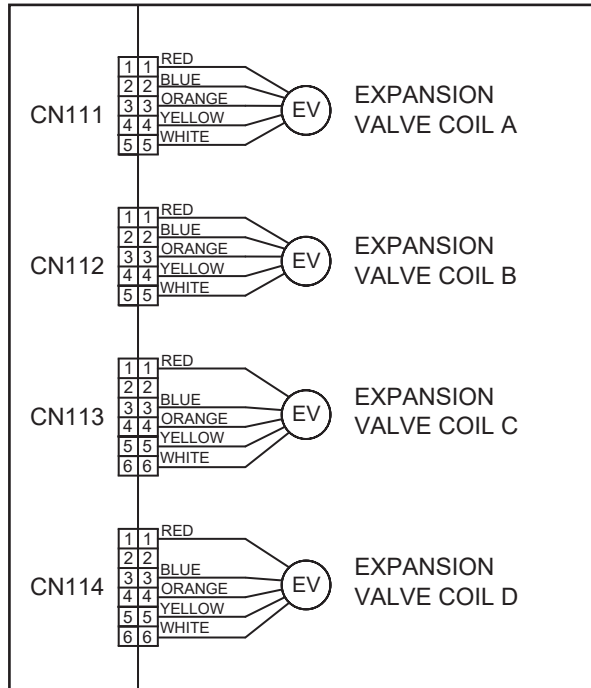 1 1 RED
2 2 BLUE
3 3 ORANGE
4 4 YELLOW
5 5 WHITE
CN111
EV
EXPANSION
VALVE COIL A
1 1 RED
2 2 BLUE
3 3 ORANGE
4 4 YELLOW
5 5 WHITE
CN112
EV
EXPANSION
VALVE COIL B
1 1 RED
2 2
3 3 BLUE
4 4 ORANGE
5 5 YELLOW
6 6 WHITE
CN113
EV
EXPANSION
VALVE COIL C
1 1 RED
2 2
3 3 BLUE
4 4 ORANGE
5 5 YELLOW
6 6 WHITE
CN114
EV
EXPANSION
VALVE COIL D